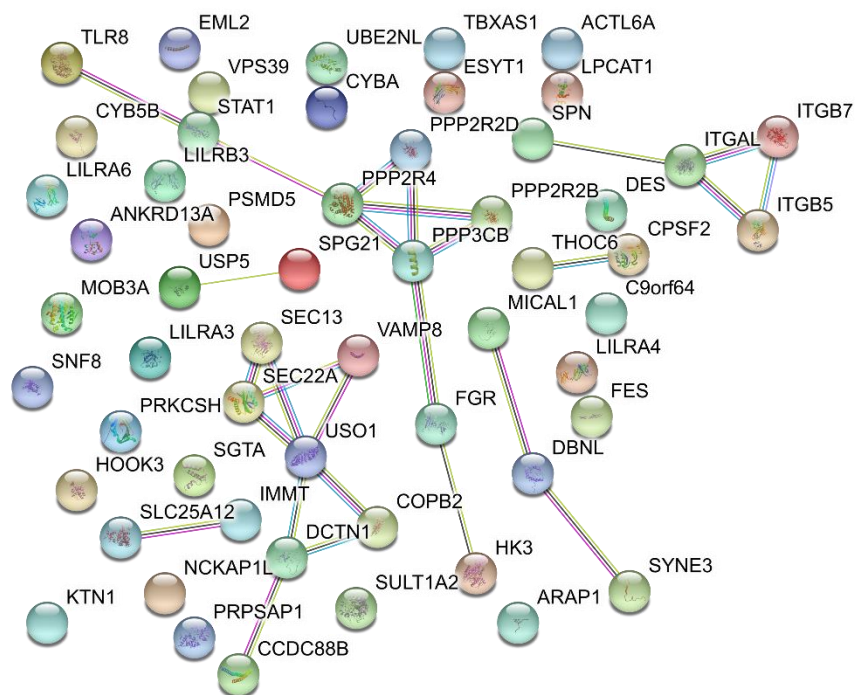 TLR8
EML2
UBE2NL
TBXAS1
ACTL6A
VPS39
CYBA
ESYT1
LPCAT1
CYB5B
STAT1
PPP2R2D
SPN
ITGAL
ITGB7
LILRA6
LILRB3
PPP2R4
PPP2R2B
DES
ITGB5
ANKRD13A
PSMD5
SPG21
PPP3CB
THOC6
CPSF2
MOB3A
USP5
MICAL1
C9orf64
SNF8
LILRA3
SEC13
VAMP8
LILRA4
PRKCSH
SEC22A
FGR
FES
HOOK3
SGTA
USO1
DBNL
SLC25A12
IMMT
DCTN1
COPB2
KTN1
NCKAP1L
SULT1A2
HK3
SYNE3
PRPSAP1
ARAP1
CCDC88B